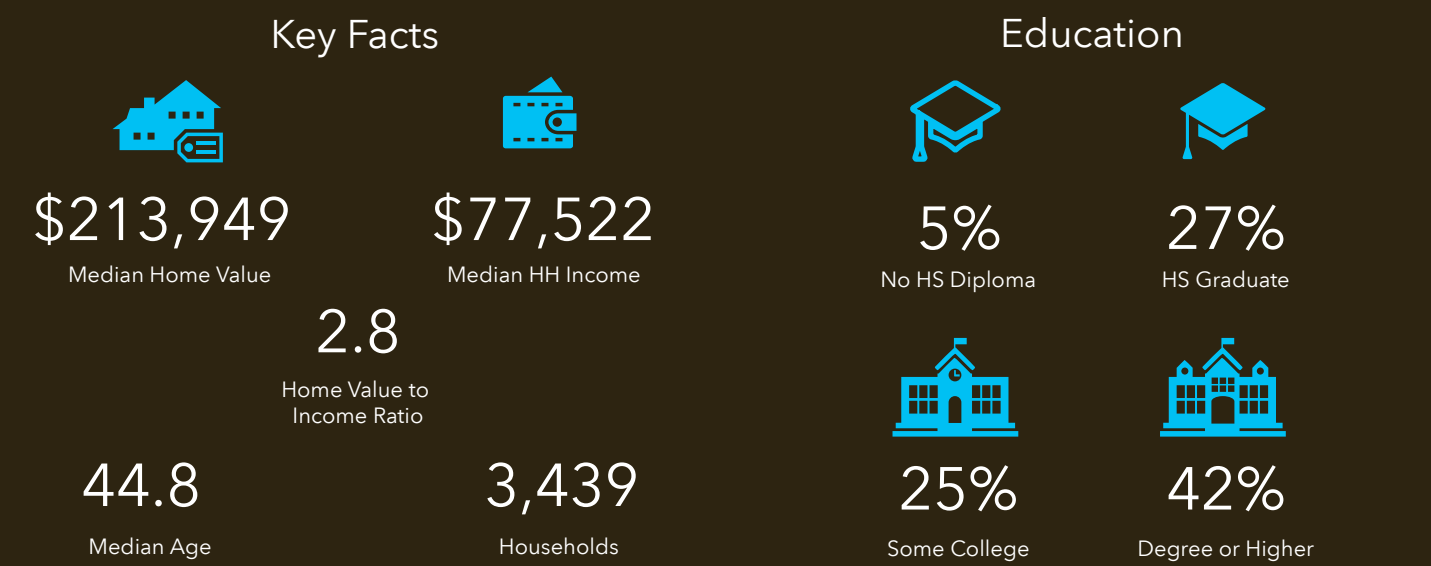 Key Facts
$213,949
Median Home Value
$77,522
Median HH Income
2.8
Home Value to
Income Ratio
44.8
Median Age
3,439
Households
Education
5%
No HS Diploma
27%
HS Graduate
25%
Some College
42%
Degree or Higher